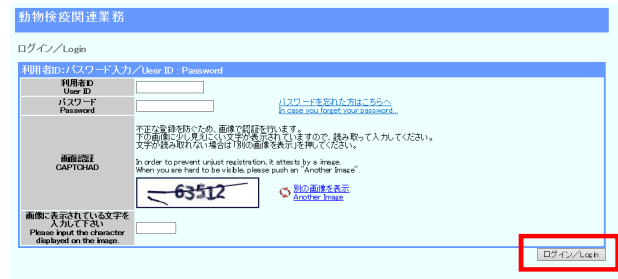 動物検疫関連業務
ログイン／Login
利用者ID:パスワード入力／Uesr ID : Password
利用者ID
User ID
パスワード
Password
パスワードを忘れた方はこちらへ
In case you forget your password...
画面認証
CAPTCHAD
不正な登録を防ぐため、画像で認証を行います。
下の画像に少し見えにくい文字が表示されていますので、読み取って入力してください。
文字が読み取れない場合は「別の画像を表示」を押してください。
In order to prevent unjust registration, it attests by a image.
When you are hard to be visible, please push an "Another Image".
63512
別の画像を表示
Another Image
画像に表示されている文字を
入力して下さい
Please input the character
displayed on the image.
ログイン／Login